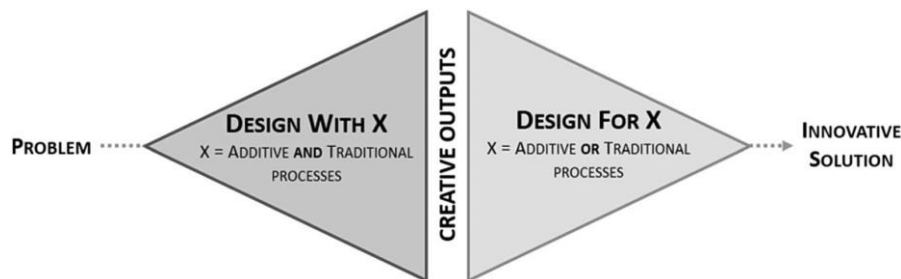 PROBLEM
DESIGN WITH X
X = ADDITIVE AND TRADITIONAL
PROCESSES
CREATIVE OUTPUTS
DESIGN FOR X
X = ADDITIVE OR TRADITIONAL
PROCESSES
INNOVATIVE
SOLUTION